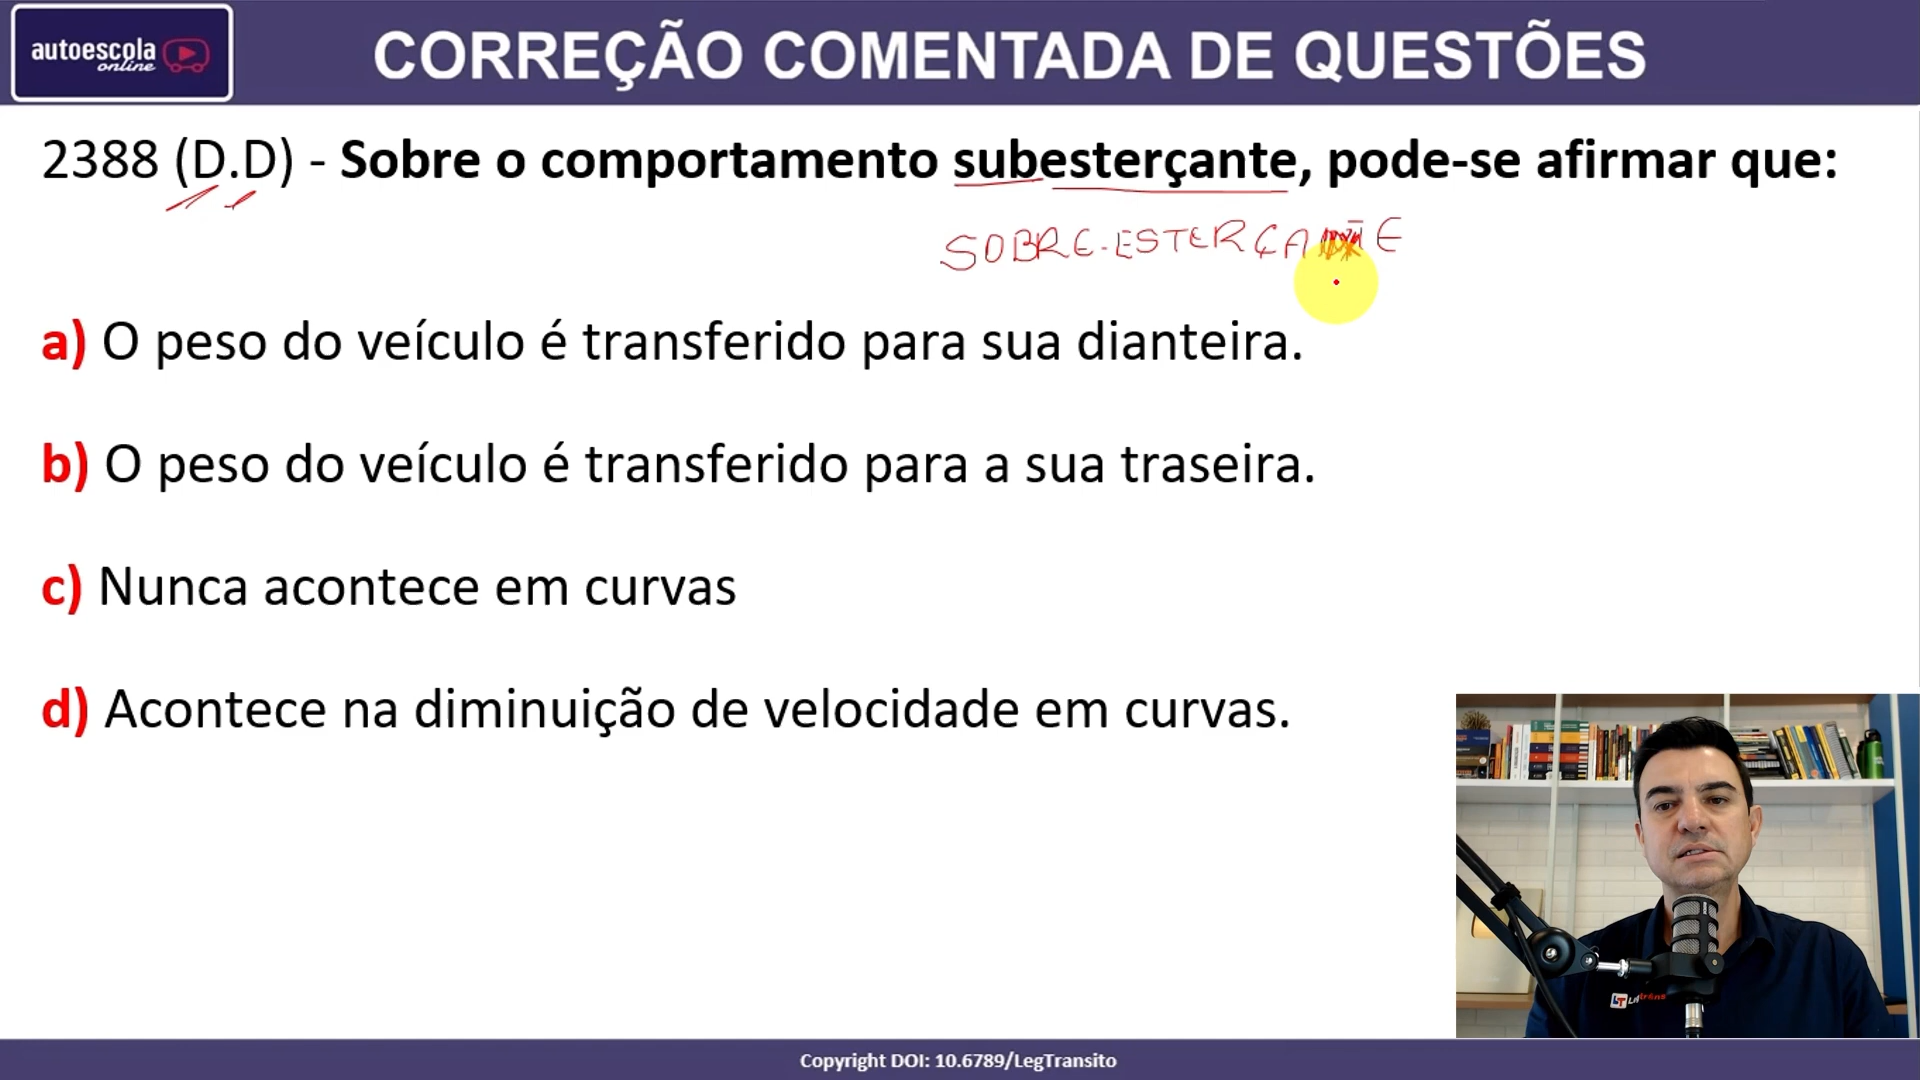 autoescola
online
CORREÇÃO COMENTADA DE QUESTÕES
2388 (D.D) - Sobre o comportamento subesterçante, pode-se afirmar que:
a) O peso do veículo é transferido para sua dianteira.
b) O peso do veículo é transferido para a sua traseira.
c) Nunca acontece em curvas
d) Acontece na diminuição de velocidade em curvas.
Copyright DOI: 10.6789/LegTransito